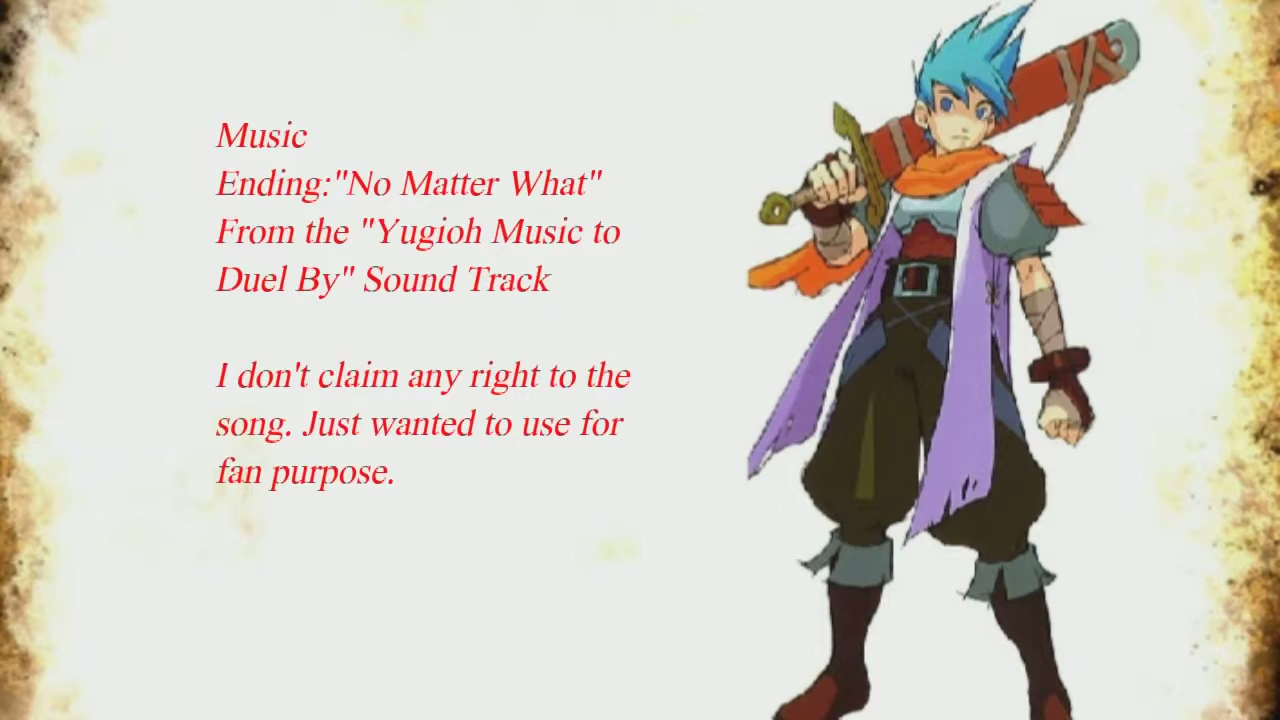 Music
Ending:"No Matter What"
From the "Yugioh Music to
Duel By" Sound Track
I don't claim any right to the
song. Just wanted to use for
fan purpose.